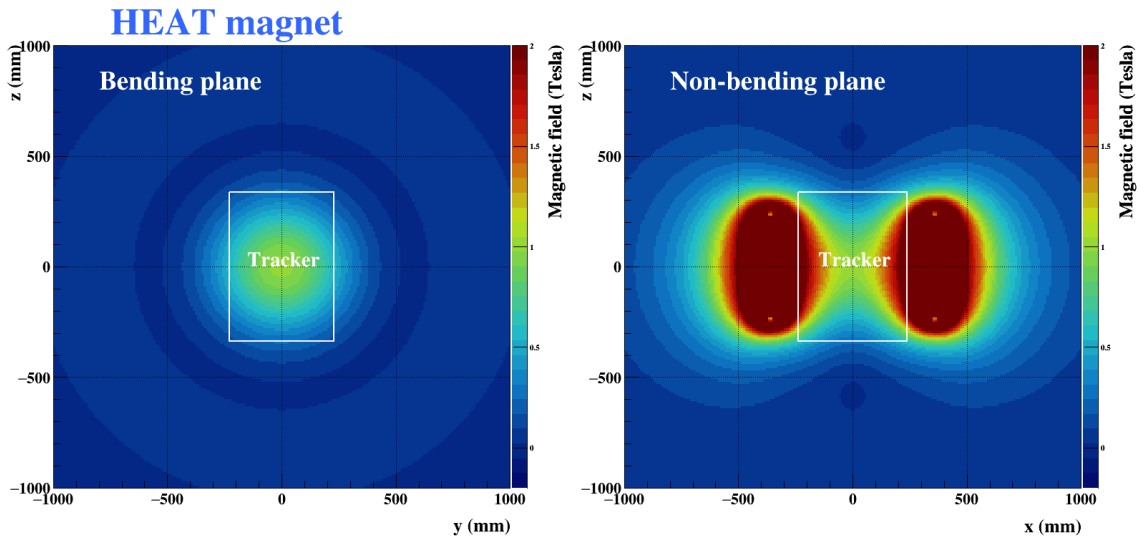 HEAT magnet
z (mm)
Bending plane
Tracker
1000
500
0
−500
−1000
−1000
−500
0
500
1000
y (mm)
2
1.5
1
0.5
0
Magnetic field (Tesla)
z (mm)
Non-bending plane
Tracker
1000
500
0
−500
−1000
−1000
−500
0
500
1000
x (mm)
2
1.5
1
0.5
0
Magnetic field (Tesla)